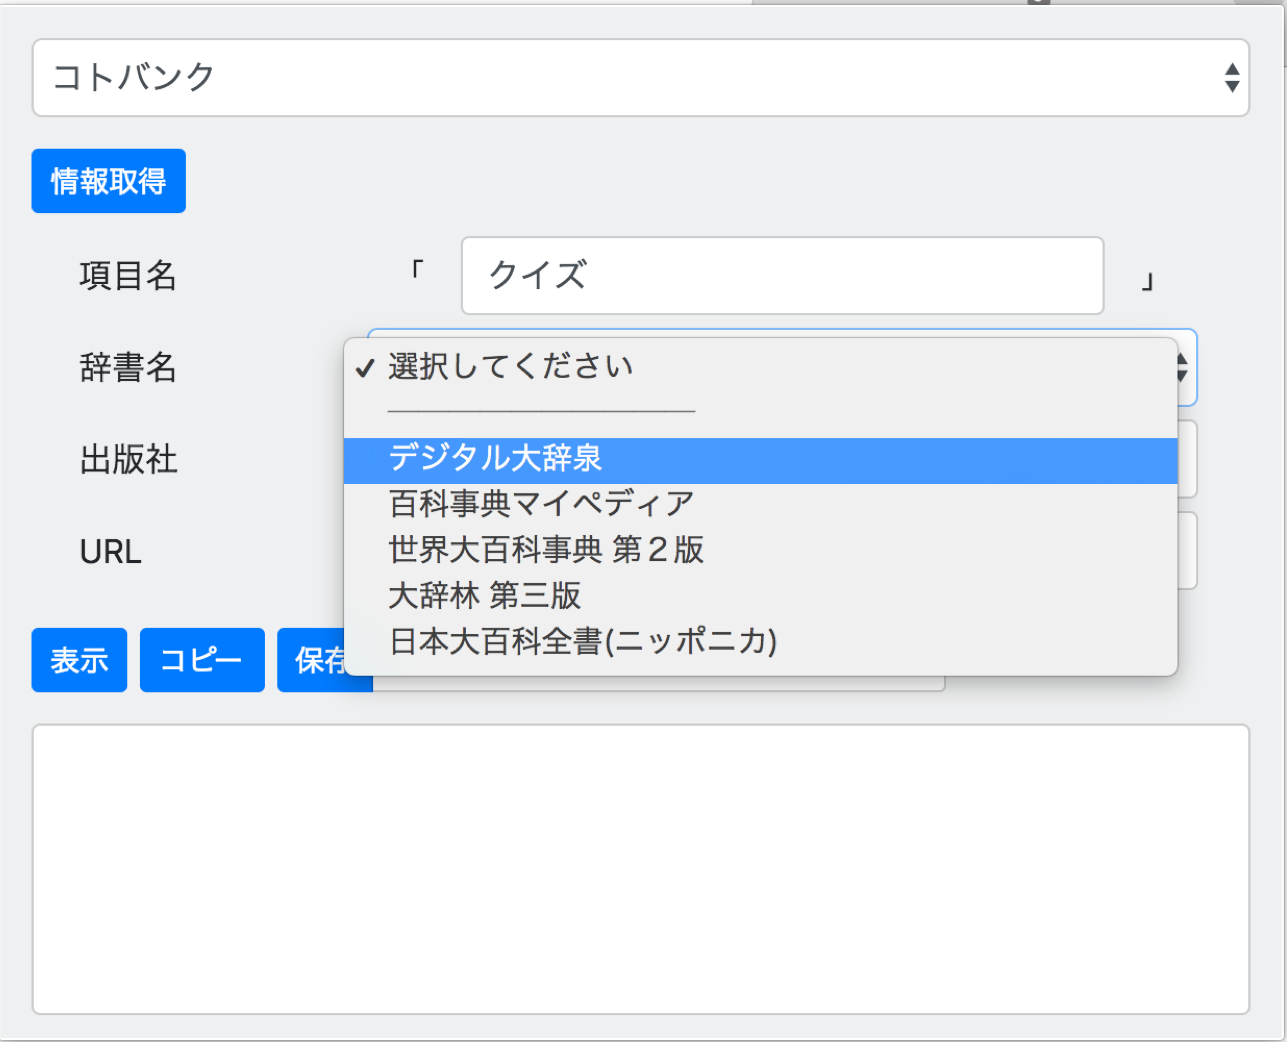 コトバンク
情報取得
項目名 「 クイズ 」
辞書名
✓ 選択してください
——————————
デジタル大辞泉
出版社
百科事典マイペディア
世界大百科事典 第２版
URL
大辞林 第三版
日本大百科全書(ニッポニカ)
表示 コピー 保存